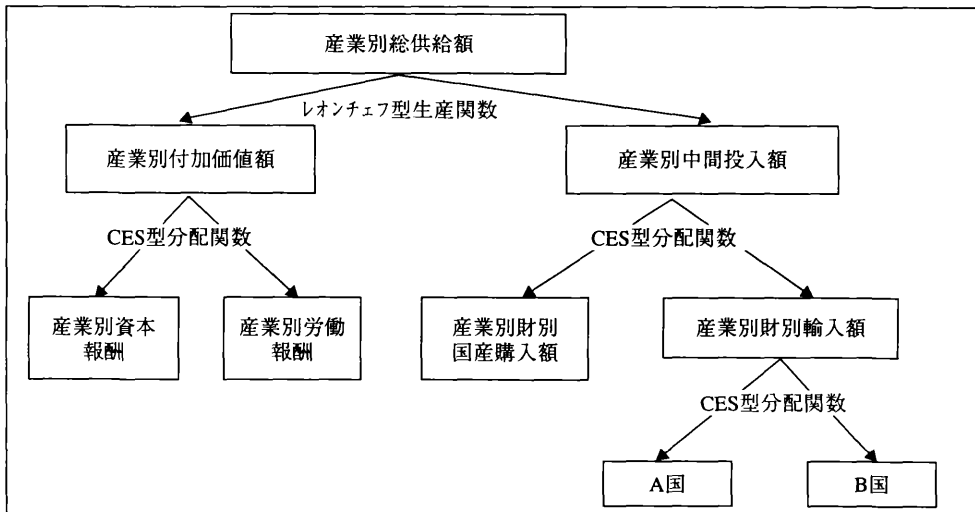 産業別総供給額
レオンチェフ型生産関数
産業別付加価値額
産業別中間投入額
CES型分配関数
CES型分配関数
産業別資本
報酬
産業別労働
報酬
産業別財別
国産購入額
産業別財別輸入額
CES型分配関数
A国
B国